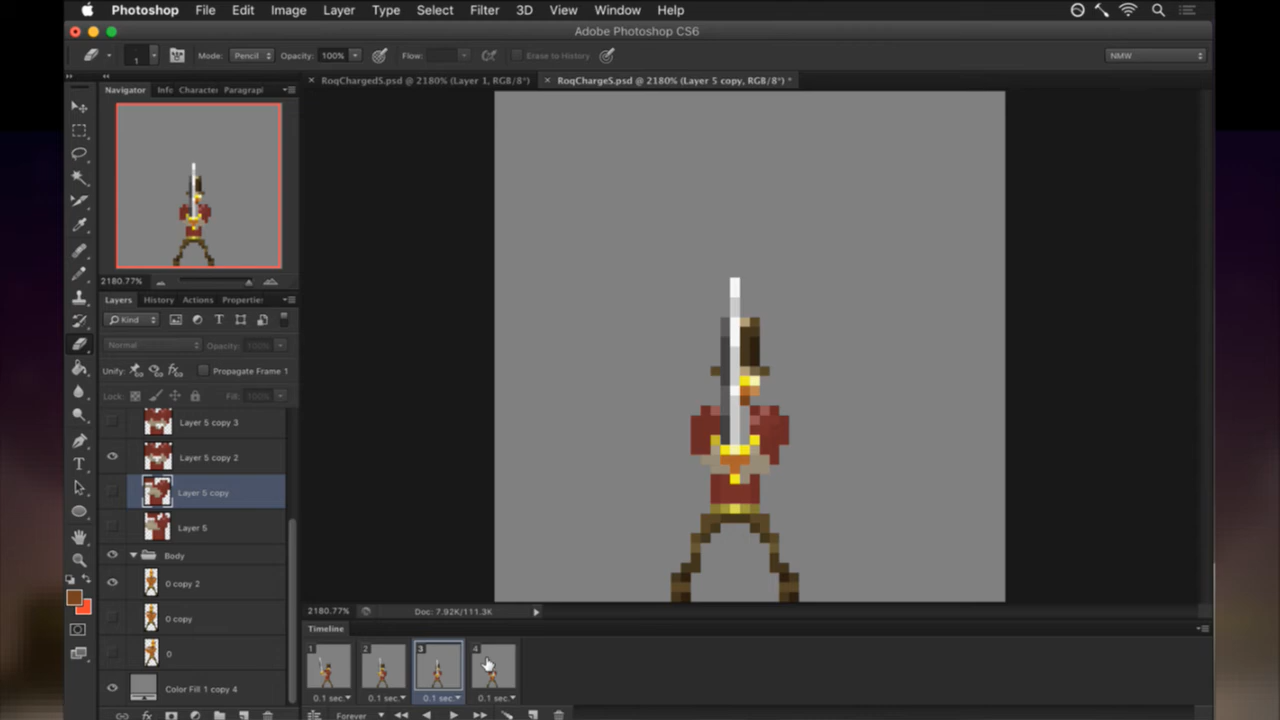 Photoshop File Edit Image Layer Type Select Filter 3D View Window Help
Adobe Photoshop CS6
1 Mode: Pencil Opacity: 100% Flow: Erase to History NMW
RoqChargedS.psd @ 2180% (Layer 1, RGB/8*) RoqChargeS.psd @ 2180% (Layer 5 copy, RGB/8*) *
Navigator Info Character Paragrapl
2180.77%
Layers History Actions Propertie
Kind
Normal Opacity: 100%
Unify: Propagate Frame 1
Lock: Fill: 100%
Layer 5 copy 3
Layer 5 copy 2
Layer 5 copy
Layer 5
Body
0 copy 2
0 copy
0
Color Fill 1 copy 4
2180.77% Doc: 7.92K/111.3K
Timeline
1 2 3 4
0.1 sec. 0.1 sec. 0.1 sec. 0.1 sec.
Forever